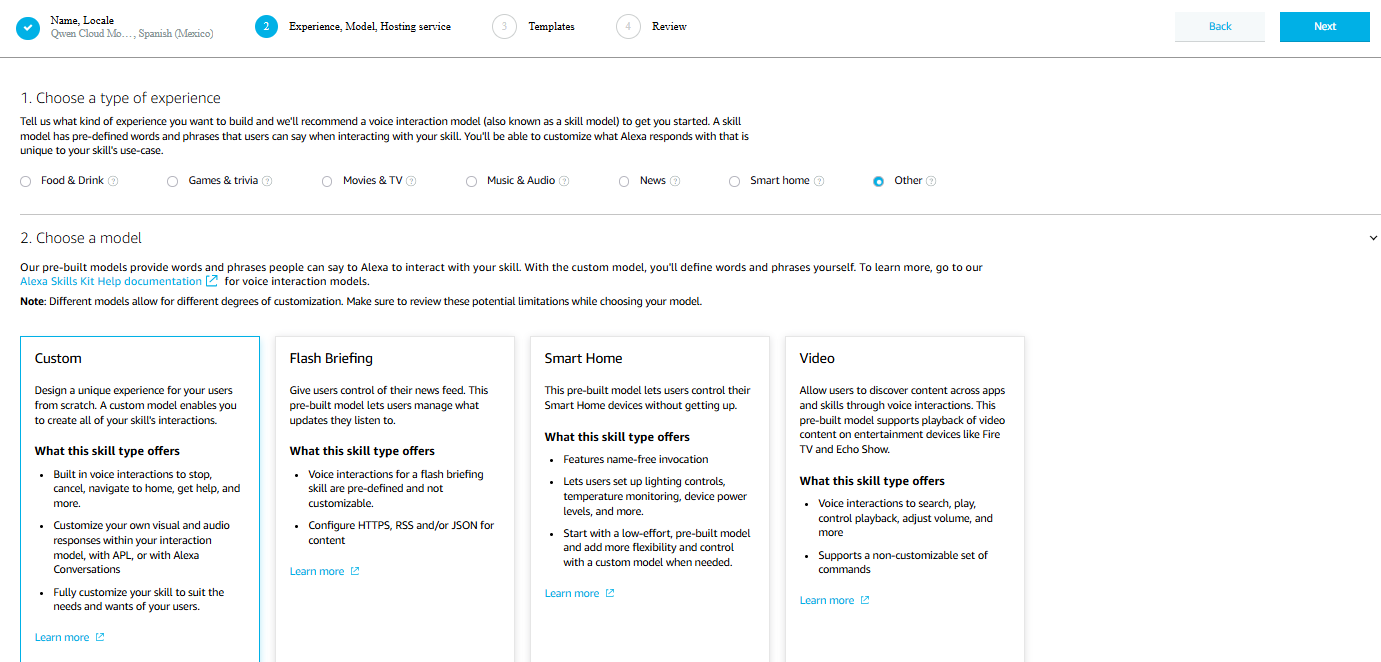 Name, Locale
Qwen Cloud Mo..., Spanish (Mexico)
2
Experience, Model, Hosting service
3
Templates
4
Review
Back
Next
1. Choose a type of experience
Tell us what kind of experience you want to build and we'll recommend a voice interaction model (also known as a skill model) to get you started. A skill
model has pre-defined words and phrases that users can say when interacting with your skill. You'll be able to customize what Alexa responds with that is
unique to your skill's use-case.
Food & Drink ?
Games & trivia ?
Movies & TV ?
Music & Audio ?
News ?
Smart home ?
Other ?
2. Choose a model
Our pre-built models provide words and phrases people can say to Alexa to interact with your skill. With the custom model, you'll define words and phrases yourself. To learn more, go to our
Alexa Skills Kit Help documentation for voice interaction models.
Note: Different models allow for different degrees of customization. Make sure to review these potential limitations while choosing your model.
Custom
Design a unique experience for your users
from scratch. A custom model enables you
to create all of your skill's interactions.
What this skill type offers
• Built in voice interactions to stop,
cancel, navigate to home, get help, and
more.
• Customize your own visual and audio
responses within your interaction
model, with APL, or with Alexa
Conversations
• Fully customize your skill to suit the
needs and wants of your users.
Learn more
Flash Briefing
Give users control of their news feed. This
pre-built model lets users manage what
updates they listen to.
What this skill type offers
• Voice interactions for a flash briefing
skill are pre-defined and not
customizable.
• Configure HTTPS, RSS and/or JSON for
content
Learn more
Smart Home
This pre-built model lets users control their
Smart Home devices without getting up.
What this skill type offers
• Features name-free invocation
• Lets users set up lighting controls,
temperature monitoring, device power
levels, and more.
• Start with a low-effort, pre-built model
and add more flexibility and control
with a custom model when needed.
Learn more
Video
Allow users to discover content across apps
and skills through voice interactions. This
pre-built model supports playback of video
content on entertainment devices like Fire
TV and Echo Show.
What this skill type offers
• Voice interactions to search, play,
control playback, adjust volume, and
more
• Supports a non-customizable set of
commands
Learn more